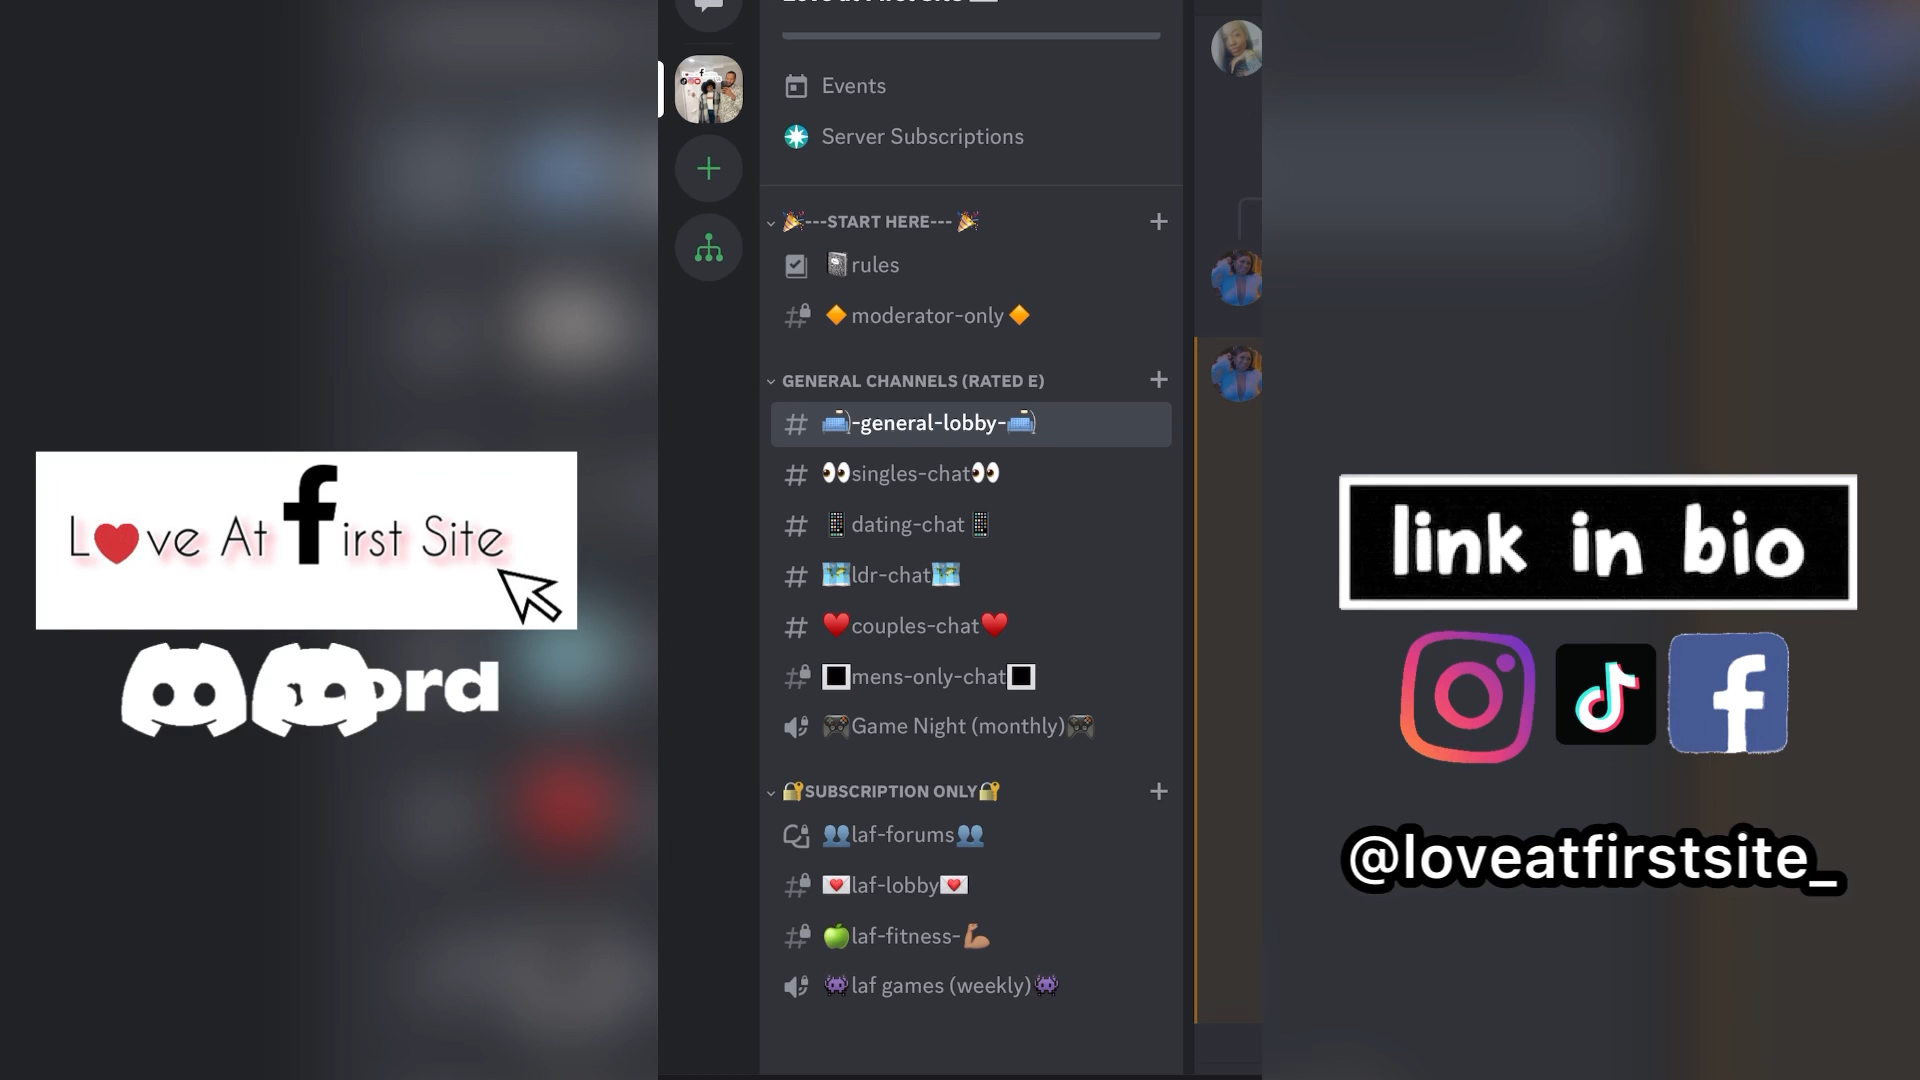 Events
Server Subscriptions
🎉---START HERE--- 🎉
rules
🔶moderator-only🔶
GENERAL CHANNELS (RATED E)
🛋-general-lobby-🛋
👀singles-chat👀
📱dating-chat📱
🗺ldr-chat🗺
♥couples-chat♥
🔲mens-only-chat🔲
🎮Game Night (monthly)🎮
🔐SUBSCRIPTION ONLY🔐
👥laf-forums👥
💌laf-lobby💌
🍏laf-fitness-💪
👾laf games (weekly)👾
Love At first Site
link in bio
@loveatfirstsite_